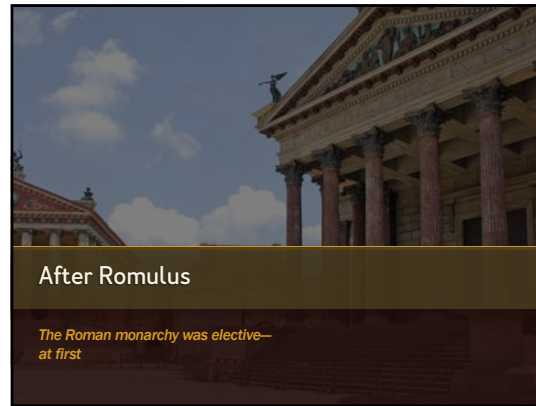 After Romulus
The Roman monarchy was elective—
at first